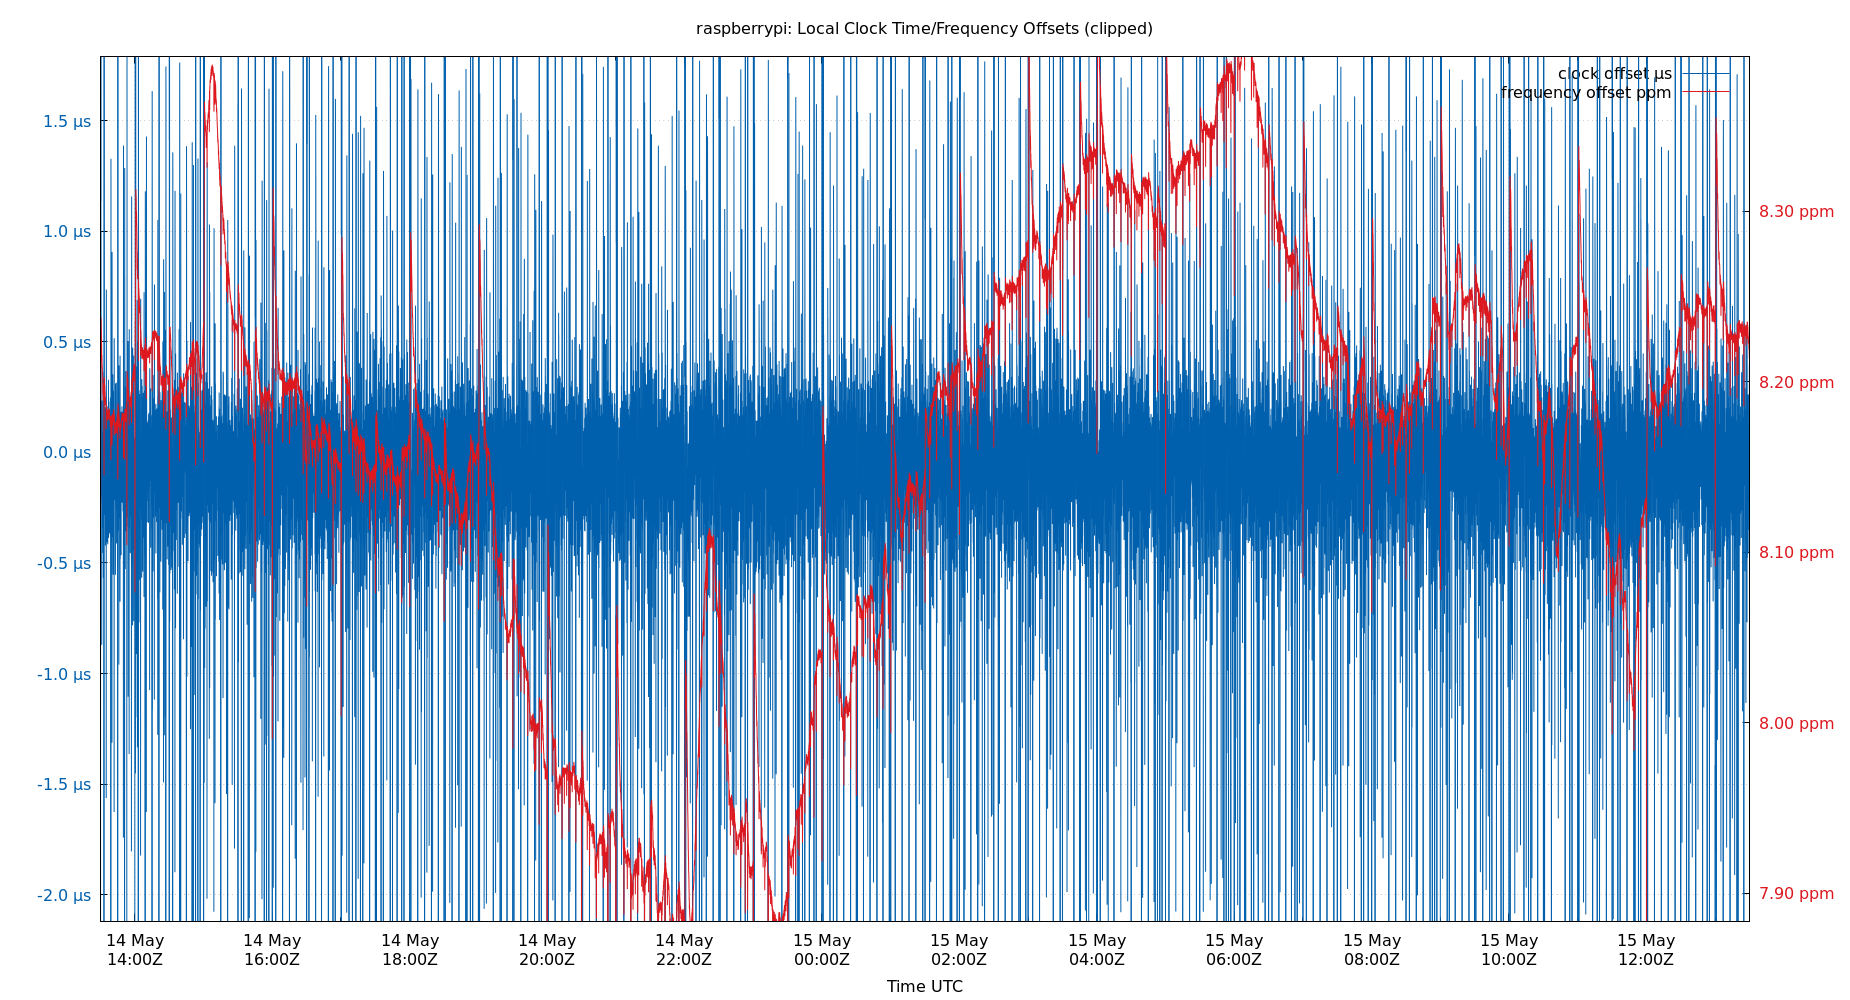 raspberrypi: Local Clock Time/Frequency Offsets (clipped)
clock offset µs
frequency offset ppm
1.5 µs
1.0 µs
0.5 µs
0.0 µs
-0.5 µs
-1.0 µs
-1.5 µs
-2.0 µs
8.30 ppm
8.20 ppm
8.10 ppm
8.00 ppm
7.90 ppm
14 May 14 May 14 May 14 May 14 May 15 May 15 May 15 May 15 May 15 May 15 May 15 May
14:00Z 16:00Z 18:00Z 20:00Z 22:00Z 00:00Z 02:00Z 04:00Z 06:00Z 08:00Z 10:00Z 12:00Z
Time UTC